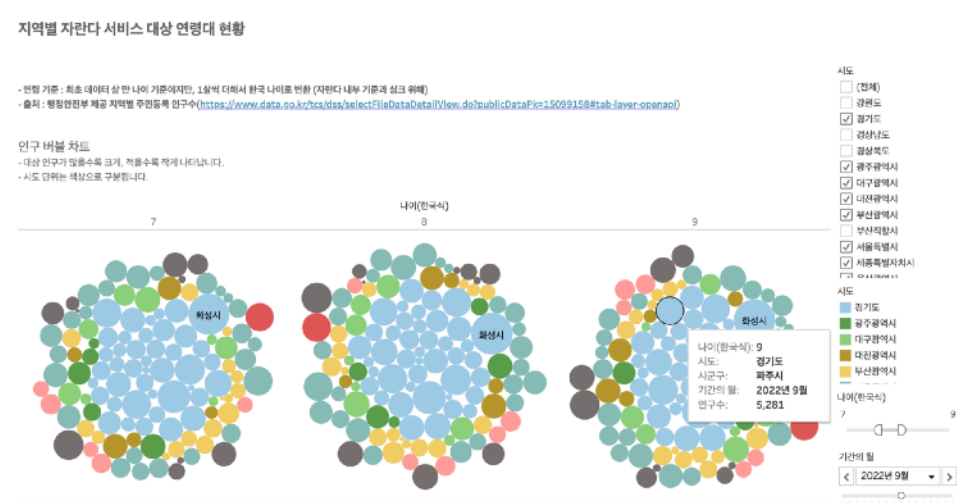 지역별 자란다 서비스 대상 연령대 현황
- 연령 기준 : 최초 데이터 상 만 나이 기준이지만, 1살씩 더해서 한국 나이로 변환 (자란다 내부 기준과 싱크 위해)
- 출처 : 행정안전부 제공 지역별 주민등록 인구수(https://www.data.go.kr/tcs/dss/selectFileDataDetailView.do?publicDataPk=15099158#tab-layer-openapi)
인구 버블 차트
- 대상 인구가 많을수록 크게, 적을수록 작게 나타납니다.
- 시도 단위는 색상으로 구분됩니다.
나이(한국식)
7 8 9
화성시
화성시
화성시
나이(한국식): 9
시도: 경기도
시군구: 파주시
기간의 월: 2022년 9월
인구수: 5,281
시도
(전체)
강원도
경기도
경상남도
경상북도
광주광역시
대구광역시
대전광역시
부산광역시
부산직할시
서울특별시
세종특별자치시
울산광역시
시도
경기도
광주광역시
대구광역시
대전광역시
부산광역시
나이(한국식)
7 9
기간의 월
2022년 9월